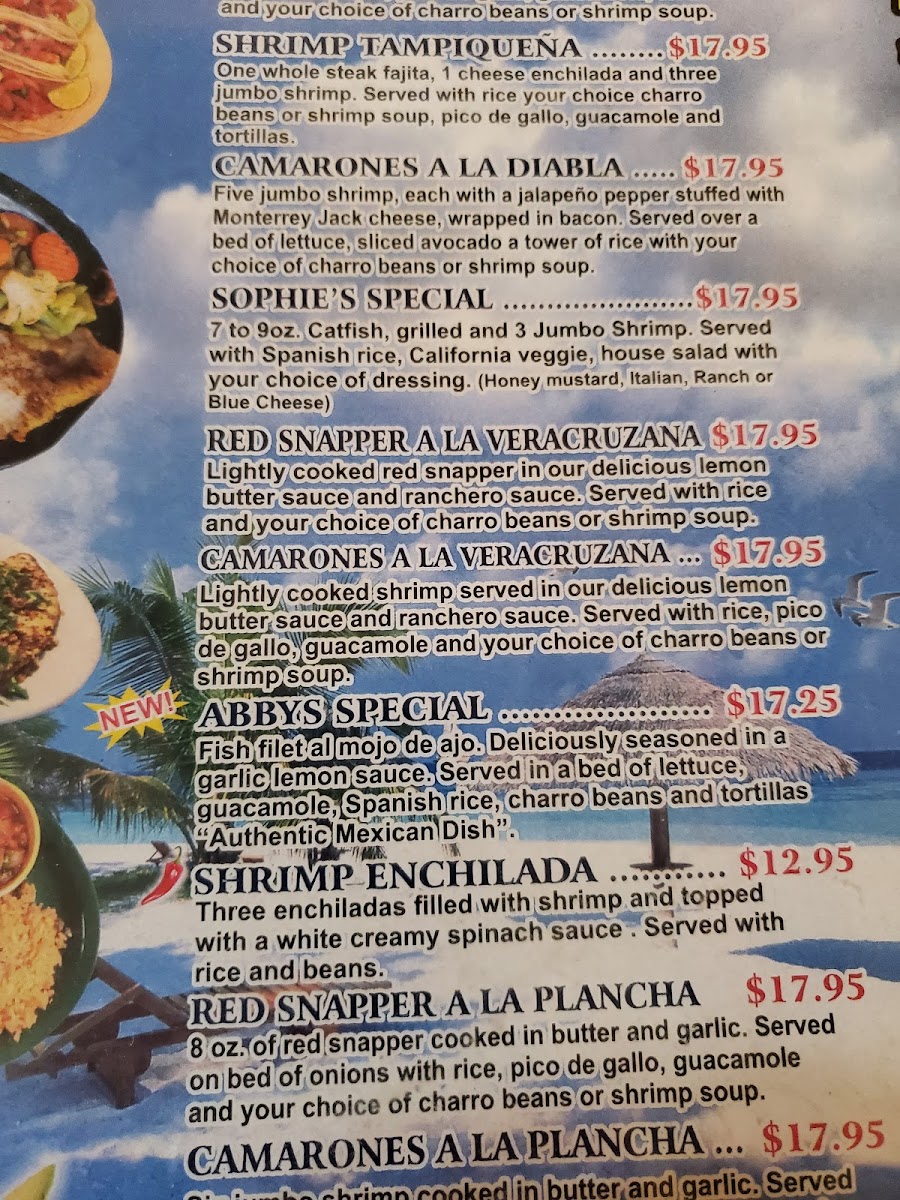 and your choice of charro beans or shrimp soup.
SHRIMP TAMPIQUEÑA ........$17.95
One whole steak fajita, 1 cheese enchilada and three
jumbo shrimp. Served with rice your choice charro
beans or shrimp soup, pico de gallo, guacamole and
tortillas.
CAMARONES A LA DIABLA ..... $17.95
Five jumbo shrimp, each with a jalapeño pepper stuffed with
Monterrey Jack cheese, wrapped in bacon. Served over a
bed of lettuce, sliced avocado a tower of rice with your
choice of charro beans or shrimp soup.
SOPHIE'S SPECIAL ......................$17.95
7 to 9oz. Catfish, grilled and 3 Jumbo Shrimp. Served
with Spanish rice, California veggie, house salad with
your choice of dressing. (Honey mustard, Italian, Ranch or
Blue Cheese)
RED SNAPPER A LA VERACRUZANA $17.95
Lightly cooked red snapper in our delicious lemon
butter sauce and ranchero sauce. Served with rice
and your choice of charro beans or shrimp soup.
CAMARONES A LA VERACRUZANA ... $17.95
Lightly cooked shrimp served in our delicious lemon
butter sauce and ranchero sauce. Served with rice, pico
de gallo, guacamole and your choice of charro beans or
shrimp soup.
NEW! ABBYS SPECIAL ..................... $17.25
Fish filet al mojo de ajo. Deliciously seasoned in a
garlic lemon sauce. Served in a bed of lettuce,
guacamole, Spanish rice, charro beans and tortillas
"Authentic Mexican Dish".
SHRIMP ENCHILADA ............ $12.95
Three enchiladas filled with shrimp and topped
with a white creamy spinach sauce . Served with
rice and beans.
RED SNAPPER A LA PLANCHA $17.95
8 oz. of red snapper cooked in butter and garlic. Served
on bed of onions with rice, pico de gallo, guacamole
and your choice of charro beans or shrimp soup.
CAMARONES A LA PLANCHA ... $17.95
jumbo shrimp cooked in butter and garlic. Served